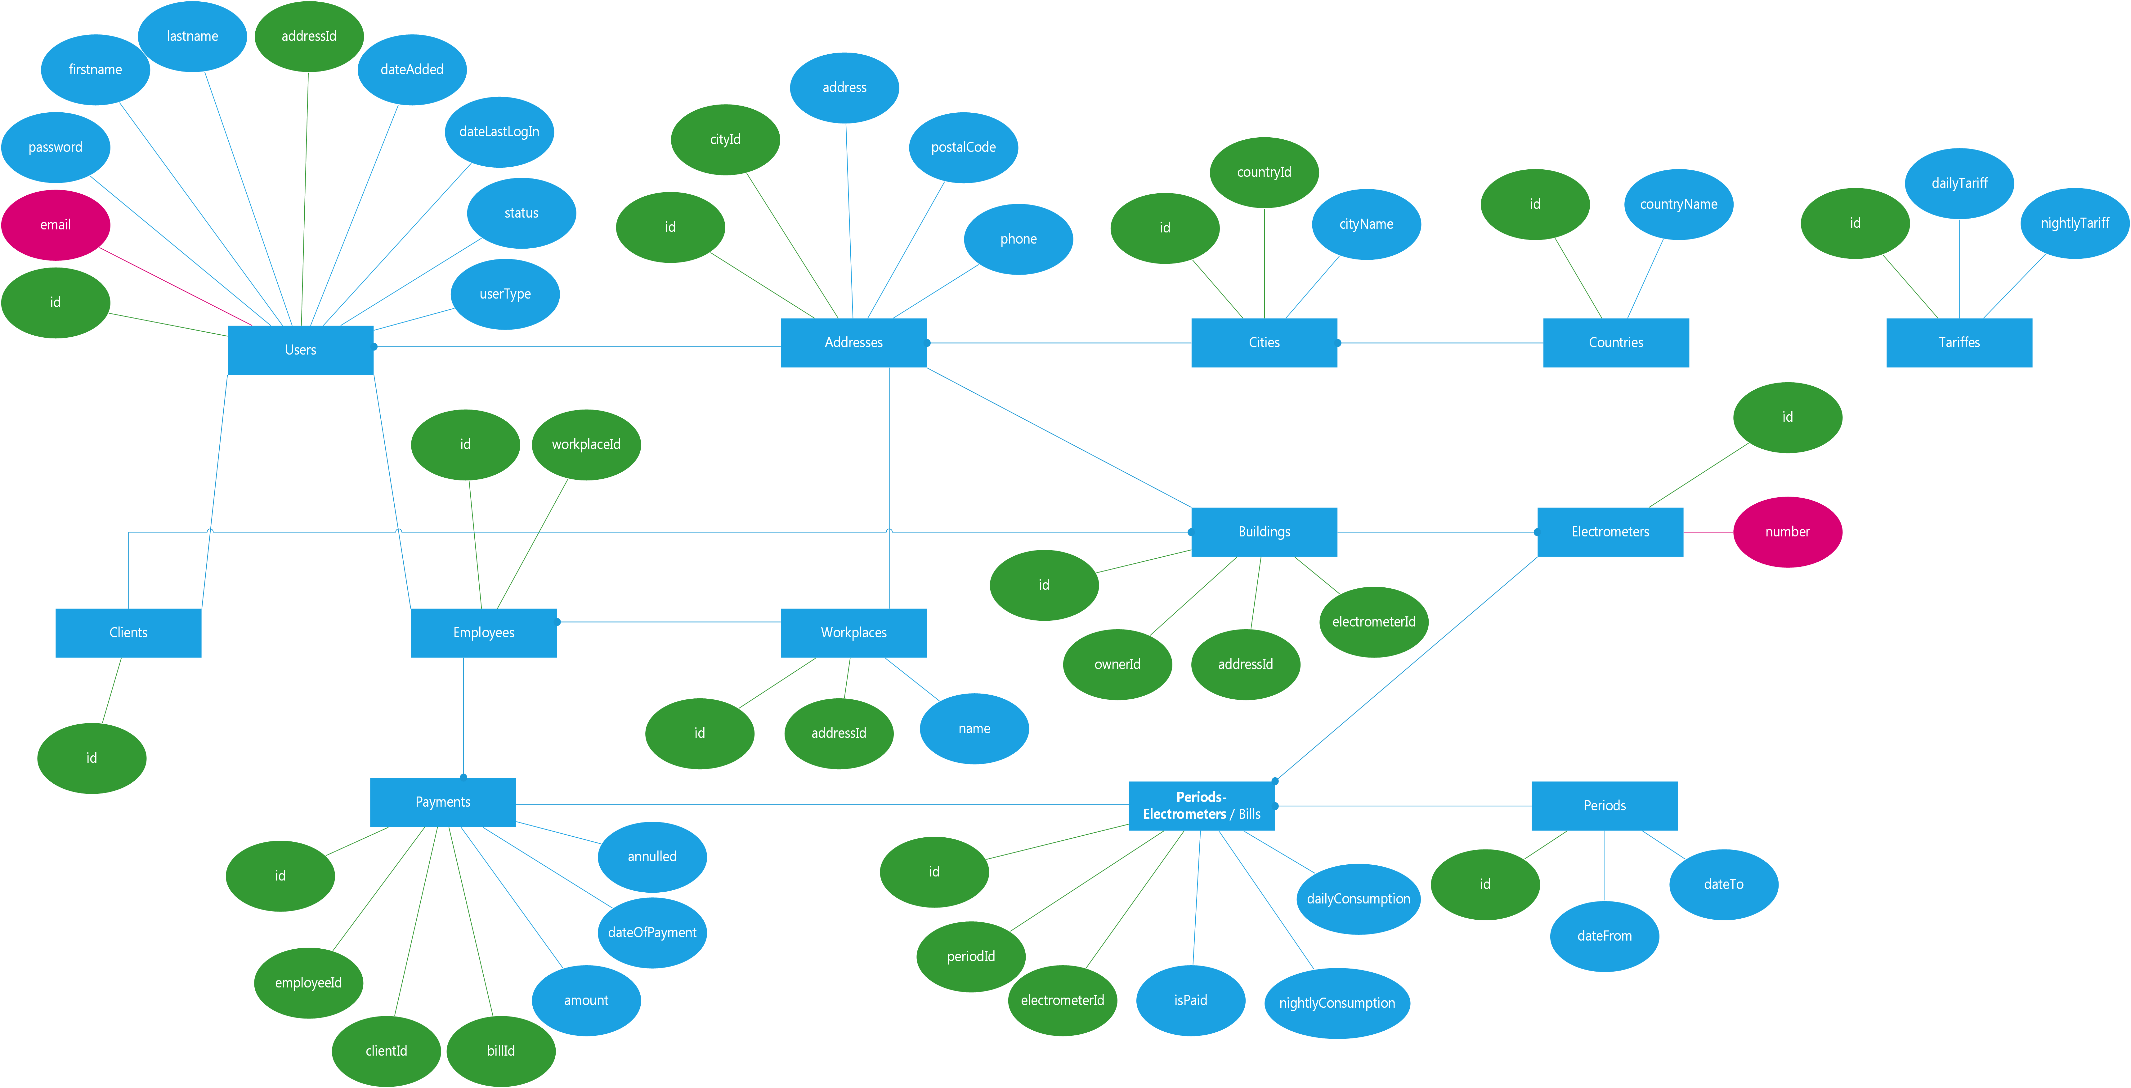 lastname
addressId
firstname
dateAdded
address
dateLastLogIn
cityId
password
postalCode
countryId
dailyTariff
id
countryName
status
email
id
id
cityName
id
nightlyTariff
phone
userType
id
Users
Addresses
Cities
Countries
Tariffes
id
id
workplaceId
Buildings
Electrometers
number
id
electrometerId
Clients
Employees
Workplaces
ownerId
addressId
id
addressId
name
id
Payments
Periods-
Electrometers / Bills
Periods
annulled
id
id
id
dateTo
dailyConsumption
dateOfPayment
dateFrom
periodId
employeeId
amount
electrometerId
isPaid
nightlyConsumption
clientId
billId